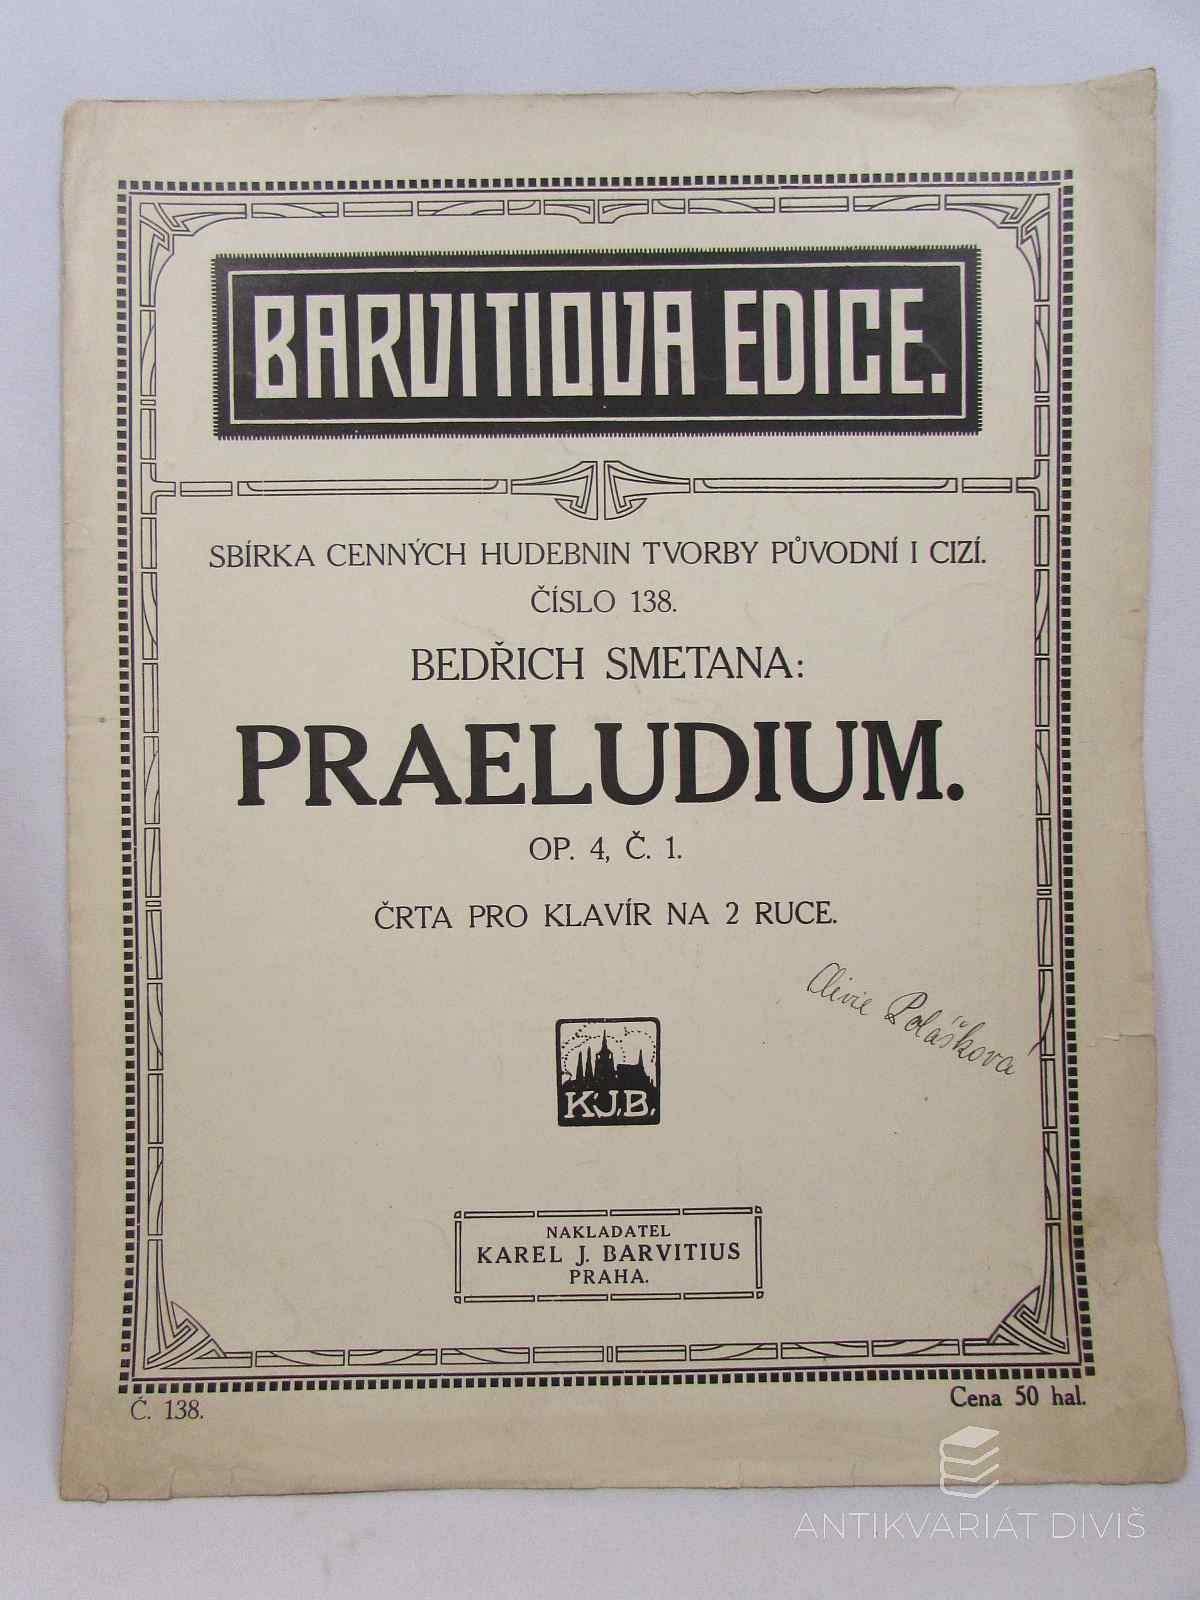 BARVITIOVA EDICE.
SBÍRKA CENNÝCH HUDEBNIN TVORBY PŮVODNÍ I CIZÍ.
ČÍSLO 138.
BEDŘICH SMETANA:
PRAELUDIUM.
OP. 4, Č. 1.
ČRTA PRO KLAVÍR NA 2 RUCE.
Olivie Polášková
K.J.B.
NAKLADATEL
KAREL J. BARVITIUS
PRAHA.
Č. 138.
Cena 50 hal.
ANTIKVARIÁT DIVIŠ